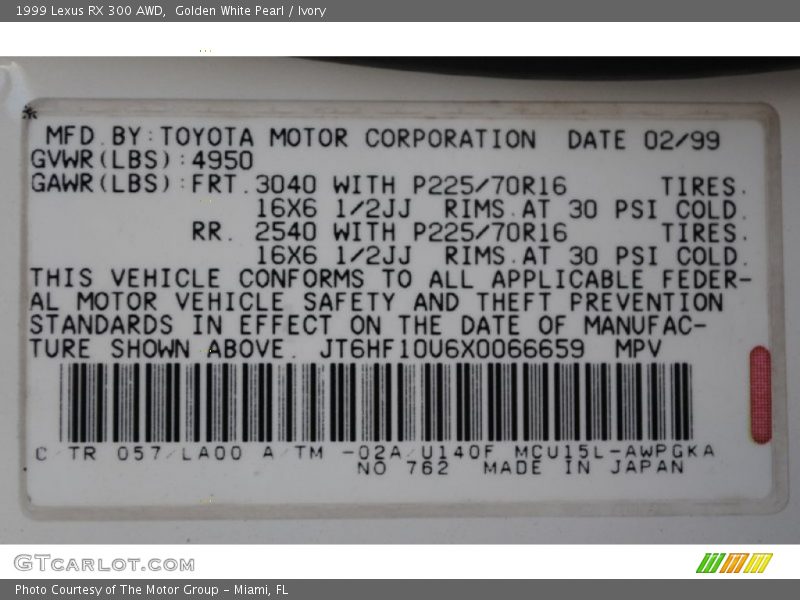 1999 Lexus RX 300 AWD,  Golden White Pearl / Ivory
MFD.BY:TOYOTA MOTOR CORPORATION  DATE 02/99
GVWR(LBS):4950
GAWR(LBS):FRT.3040 WITH P225/70R16 TIRES.
16X6 1/2JJ RIMS.AT 30 PSI COLD.
RR. 2540 WITH P225/70R16 TIRES.
16X6 1/2JJ RIMS.AT 30 PSI COLD.
THIS VEHICLE CONFORMS TO ALL APPLICABLE FEDER-
AL MOTOR VEHICLE SAFETY AND THEFT PREVENTION
STANDARDS IN EFFECT ON THE DATE OF MANUFAC-
TURE SHOWN ABOVE. JT6HF10U6X0066659 MPV
C/TR 057/LA00 A/TM -02A/U140F MCU15L-AWPGKA
NO 762 MADE IN JAPAN
GTCARLOT.COM
Photo Courtesy of The Motor Group - Miami, FL